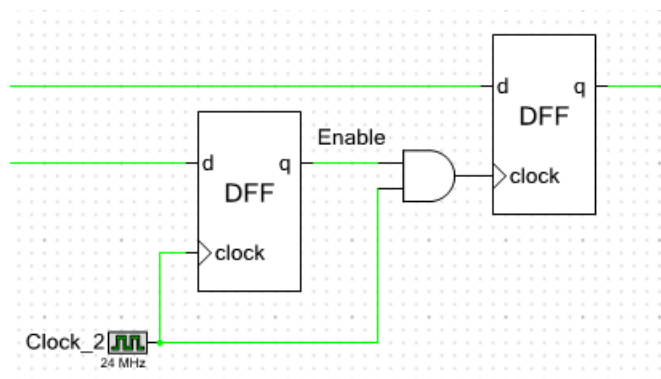 d q
DFF
clock
Enable
d q
DFF
clock
Clock_2
24 MHz